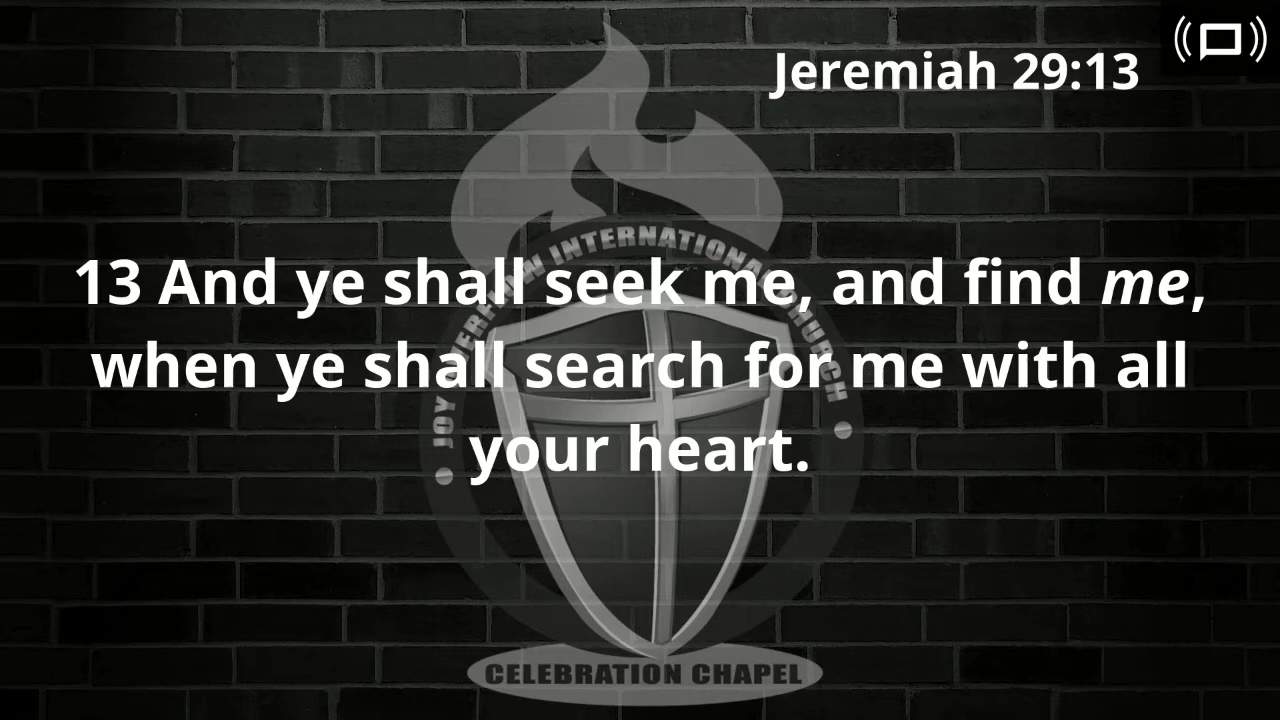 Jeremiah 29:13
13 And ye shall seek me, and find me,
when ye shall search for me with all
your heart.
JOY INTERNATIONAL CHURCH
CELEBRATION CHAPEL